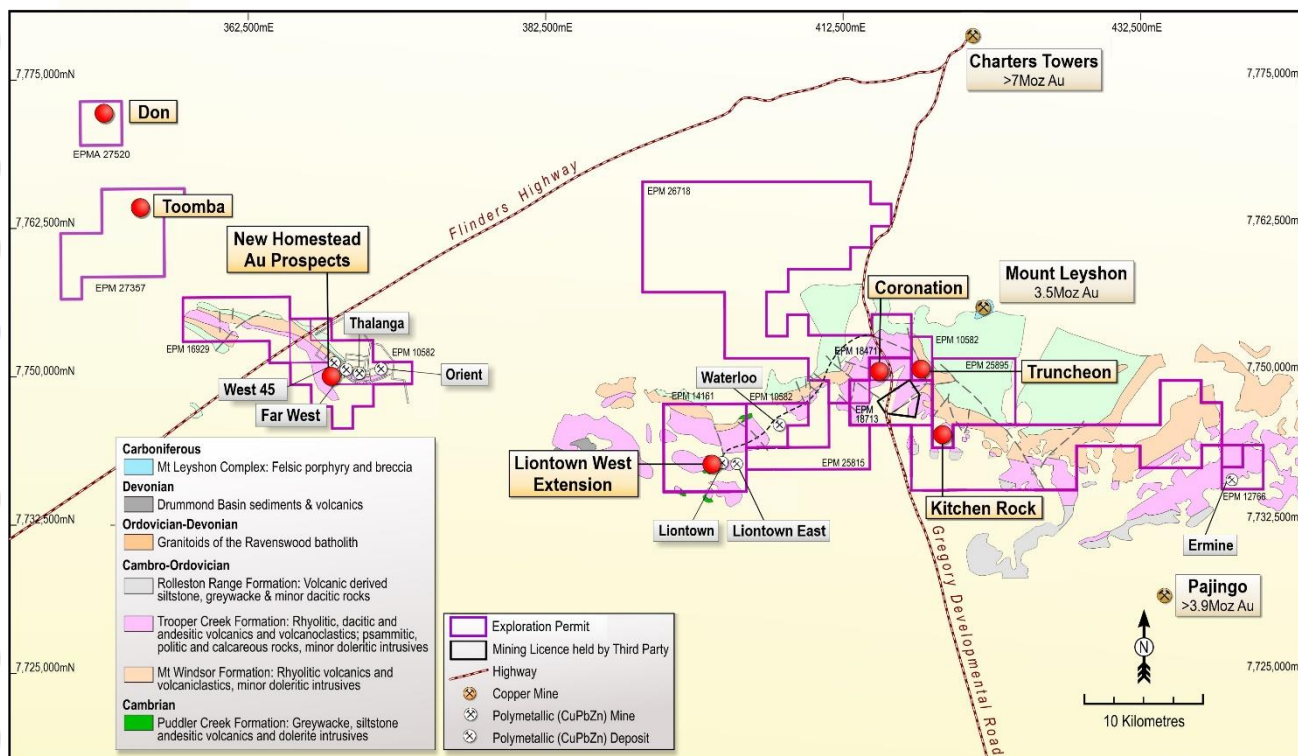 362,500mE
382,500mE
412,500mE
432,500mE
7,775,000mN
7,775,000mN
Charters Towers
>7Moz Au
Don
EPMA 27520
Toomba
EPM 27357
7,762,500mN
7,762,500mN
Flinders Highway
EPM 26718
New Homestead
Au Prospects
Thalanga
EPM 16929
EPM 10582
Orient
West 45
Far West
7,750,000mN
7,750,000mN
Coronation
Mount Leyshon
3.5Moz Au
EPM 18471
EPM 10582
EPM 25895
Truncheon
Waterloo
EPM 14161
EPM 10582
EPM
18713
Liontown West
Extension
EPM 25815
Kitchen Rock
EPM 12766
Liontown
Liontown East
Ermine
7,732,500mN
7,732,500mN
Gregory Developmental Road
Pajingo
>3.9Moz Au
7,725,000mN
7,725,000mN
N
10 Kilometres
Carboniferous
Mt Leyshon Complex: Felsic porphyry and breccia
Devonian
Drummond Basin sediments & volcanics
Ordovician-Devonian
Granitoids of the Ravenswood batholith
Cambro-Ordovician
Rolleston Range Formation: Volcanic derived
siltstone, greywacke & minor dacitic rocks
Trooper Creek Formation: Rhyolitic, dacitic and
andesitic volcanics and volcanoclastics; psammitic,
politic and calcareous rocks, minor doleritic intrusives
Mt Windsor Formation: Rhyolitic volcanics and
volcaniclastics, minor doleritic intrusives
Cambrian
Puddler Creek Formation: Greywacke, siltstone
andesitic volcanics and dolerite intrusives
Exploration Permit
Mining Licence held by Third Party
Highway
Copper Mine
Polymetallic (CuPbZn) Mine
Polymetallic (CuPbZn) Deposit